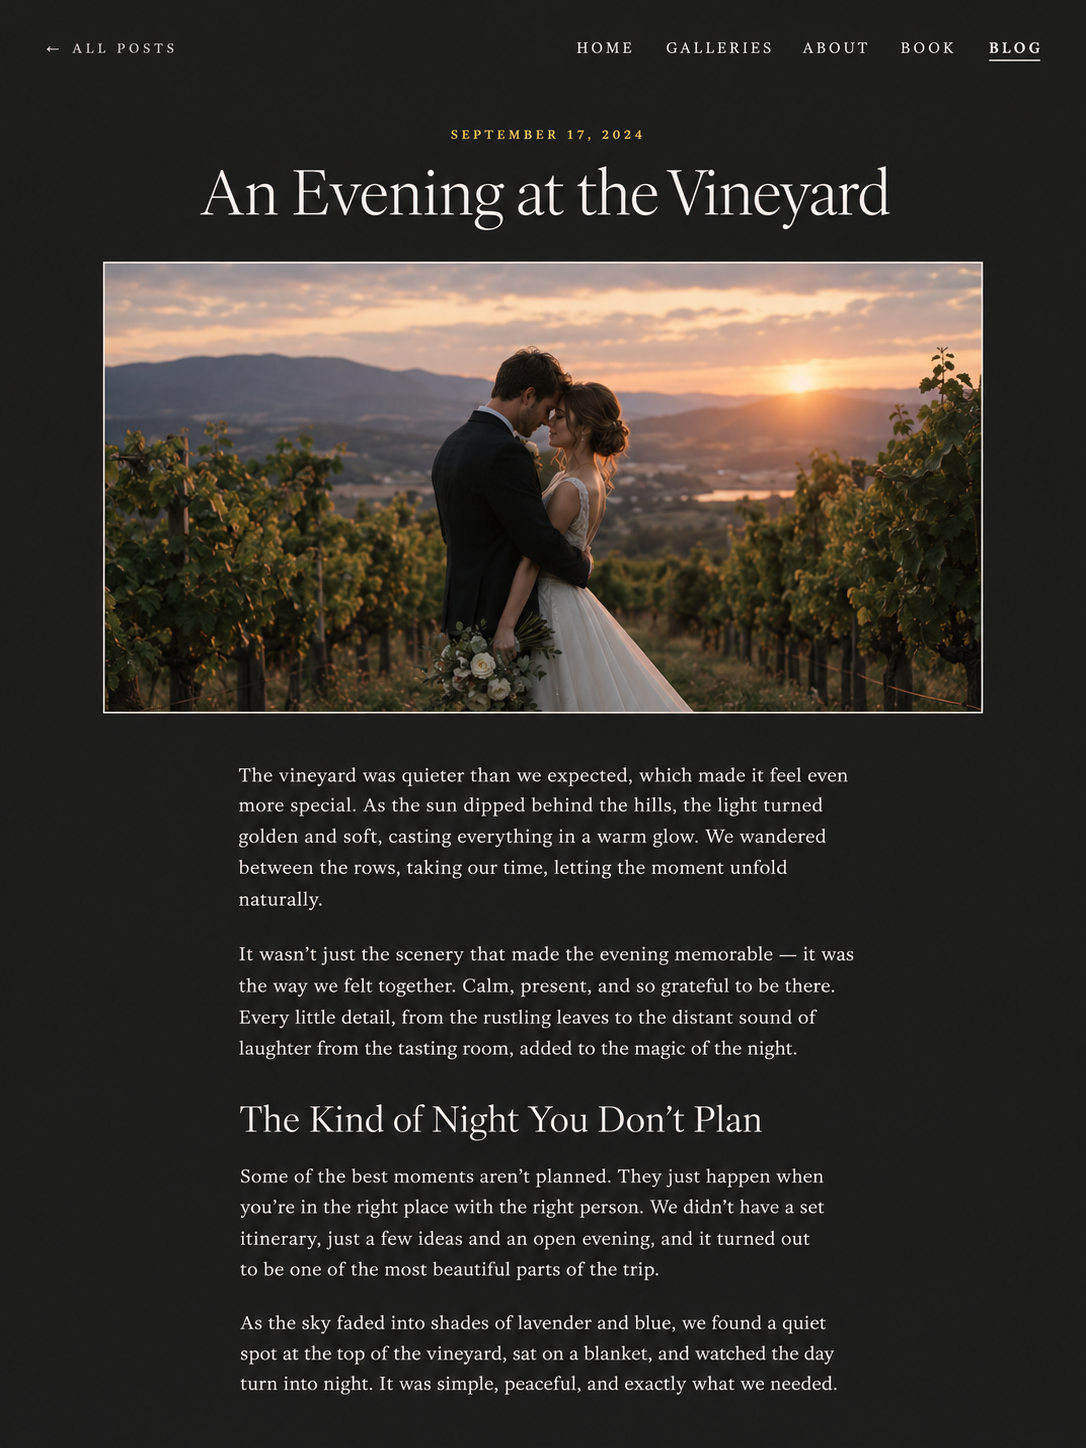 ← ALL POSTS
HOME GALLERIES ABOUT BOOK BLOG
SEPTEMBER 17, 2024
An Evening at the Vineyard
The vineyard was quieter than we expected, which made it feel even
more special. As the sun dipped behind the hills, the light turned
golden and soft, casting everything in a warm glow. We wandered
between the rows, taking our time, letting the moment unfold
naturally.
It wasn’t just the scenery that made the evening memorable — it was
the way we felt together. Calm, present, and so grateful to be there.
Every little detail, from the rustling leaves to the distant sound of
laughter from the tasting room, added to the magic of the night.
The Kind of Night You Don’t Plan
Some of the best moments aren’t planned. They just happen when
you’re in the right place with the right person. We didn’t have a set
itinerary, just a few ideas and an open evening, and it turned out
to be one of the most beautiful parts of the trip.
As the sky faded into shades of lavender and blue, we found a quiet
spot at the top of the vineyard, sat on a blanket, and watched the day
turn into night. It was simple, peaceful, and exactly what we needed.